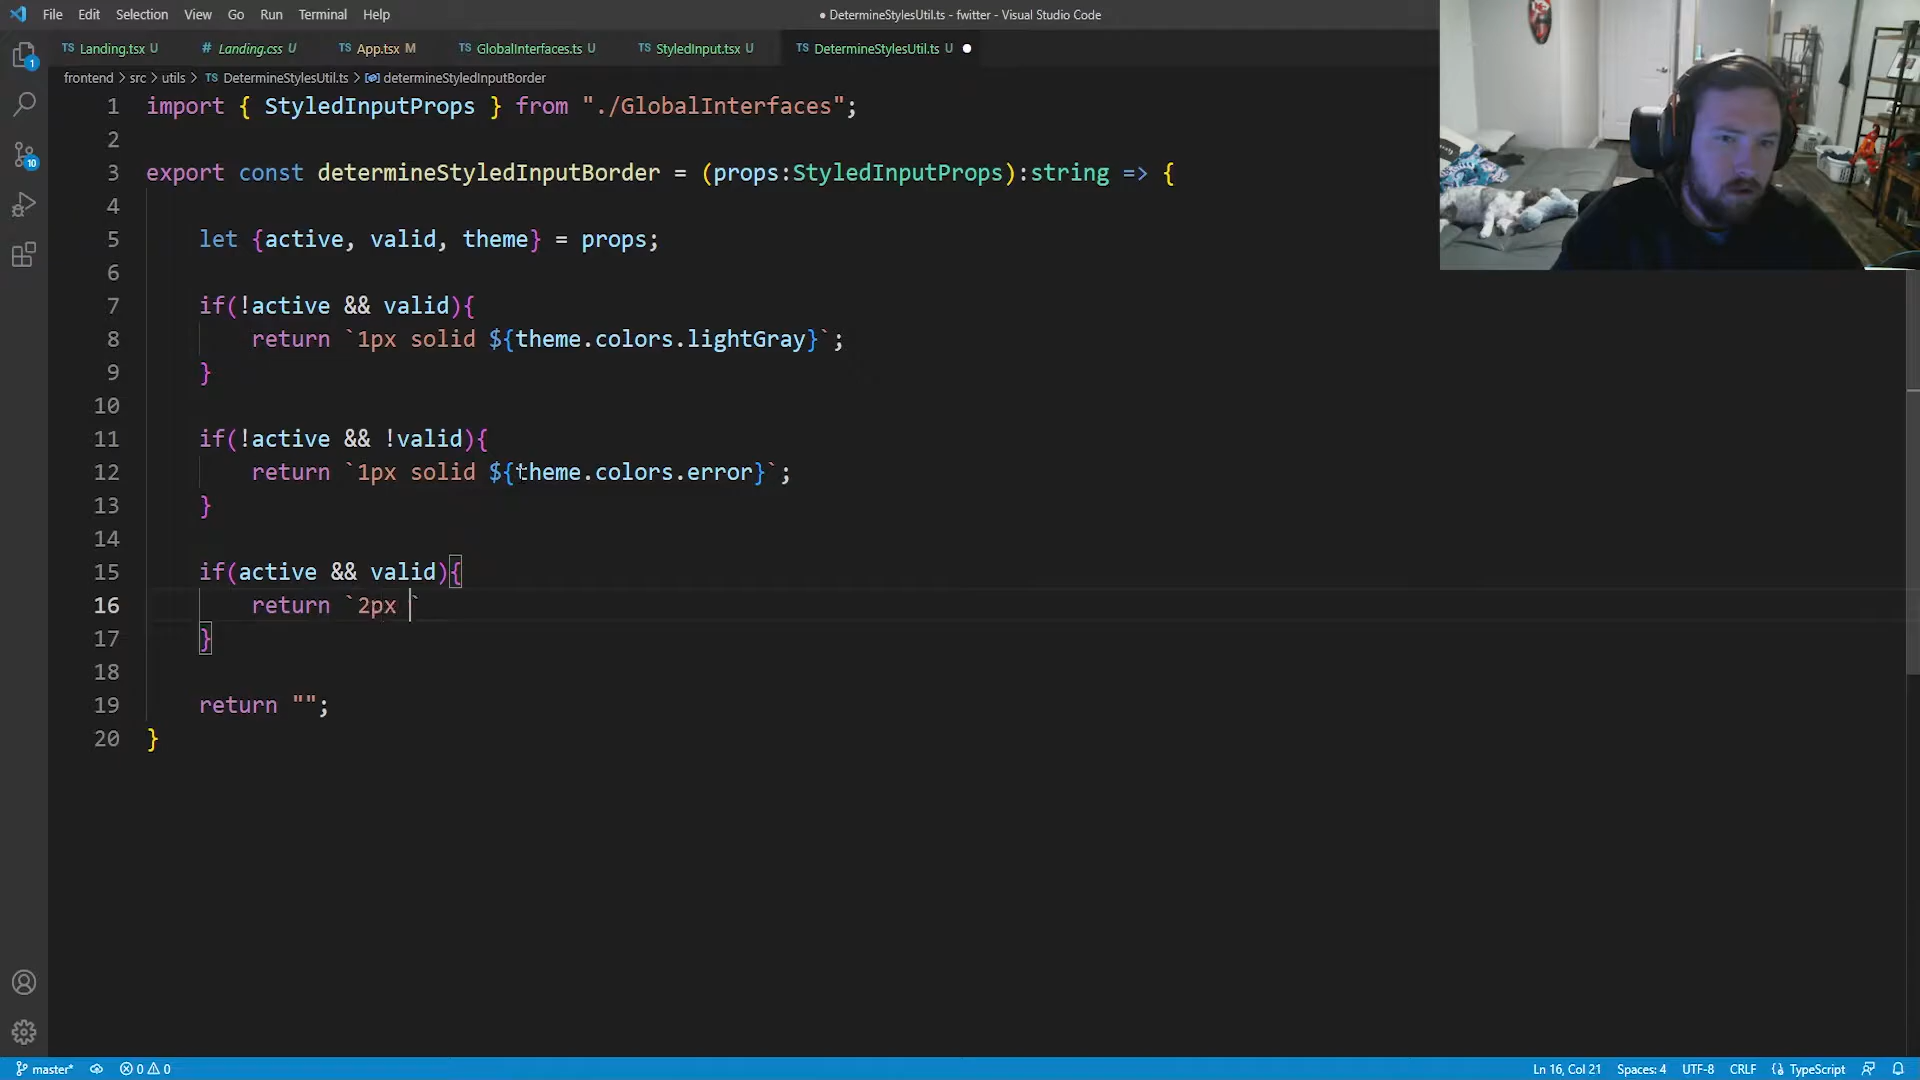 File Edit Selection View Go Run Terminal Help
● DetermineStylesUtil.ts - fwitter - Visual Studio Code
TS Landing.tsx U # Landing.css U TS App.tsx M TS GlobalInterfaces.ts U TS StyledInput.tsx U TS DetermineStylesUtil.ts U ●
frontend > src > utils > TS DetermineStylesUtil.ts > determineStyledInputBorder
1 import { StyledInputProps } from "./GlobalInterfaces";
2
3 export const determineStyledInputBorder = (props:StyledInputProps):string => {
4
5 let {active, valid, theme} = props;
6
7 if(!active && valid){
8 return `1px solid ${theme.colors.lightGray}`;
9 }
10
11 if(!active && !valid){
12 return `1px solid ${theme.colors.error}`;
13 }
14
15 if(active && valid){
16 return `2px `
17 }
18
19 return "";
20 }
1
10
master* 0 0 Ln 16, Col 21 Spaces: 4 UTF-8 CRLF {} TypeScript